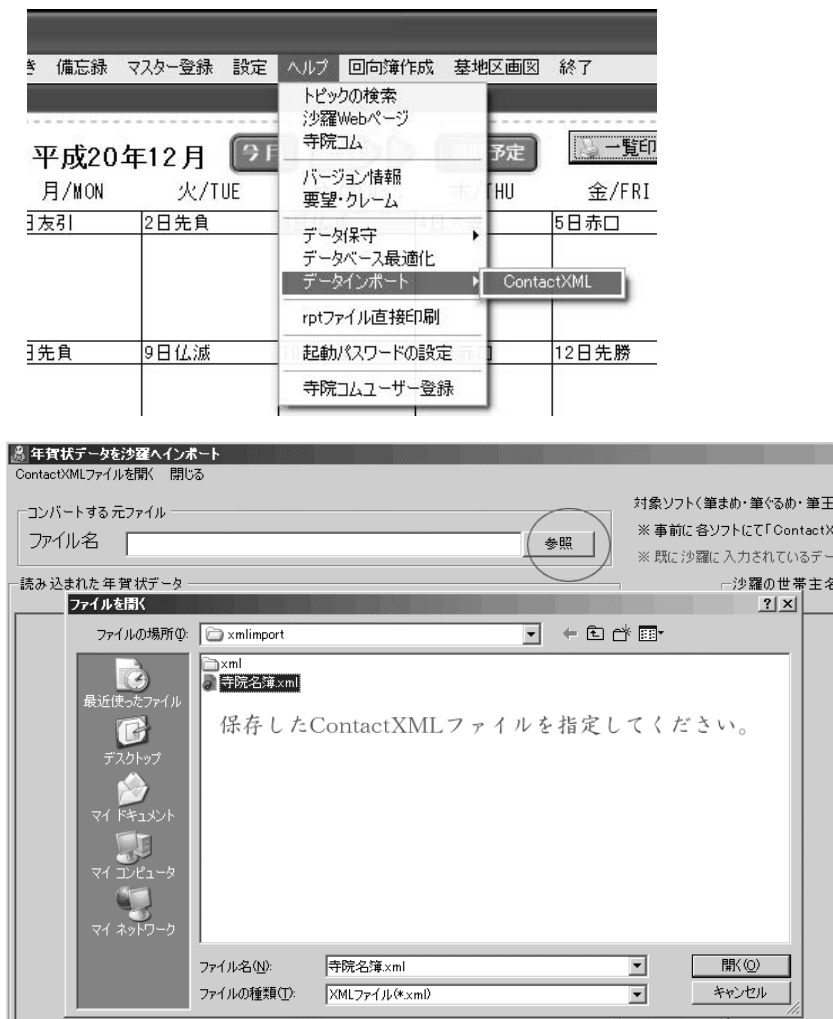 備忘録 マスター登録 設定 ヘルプ 回向簿作成 墓地区画図 終了
トピックの検索
沙羅Webページ
寺院コム
バージョン情報
要望・クレーム
データ保守
データベース最適化
データインポート ContactXML
rptファイル直接印刷
起動パスワードの設定
寺院コムユーザー登録
平成20年12月 今月 予定 一覧印
月/MON 火/TUE THU 金/FRI
日友引 2日先負 5日赤口
日先負 9日仏滅 12日先勝
年賀状データを沙羅へインポート
ContactXMLファイルを開く 閉じる
コンバートする元ファイル
ファイル名 参照
対象ソフト(筆まめ・筆ぐるめ・筆王
※事前に各ソフトにて「ContactX
※既に沙羅に入力されているデー
読み込まれた年賀状データ
沙羅の世帯主名
ファイルを開く
ファイルの場所(I): xmlimport
xml
寺院名簿.xml
保存したContactXMLファイルを指定してください。
最近使ったファイル
デスクトップ
マイ ドキュメント
マイ コンピュータ
マイ ネットワーク
ファイル名(N): 寺院名簿.xml 開く(O)
ファイルの種類(T): XMLファイル(*.xml) キャンセル